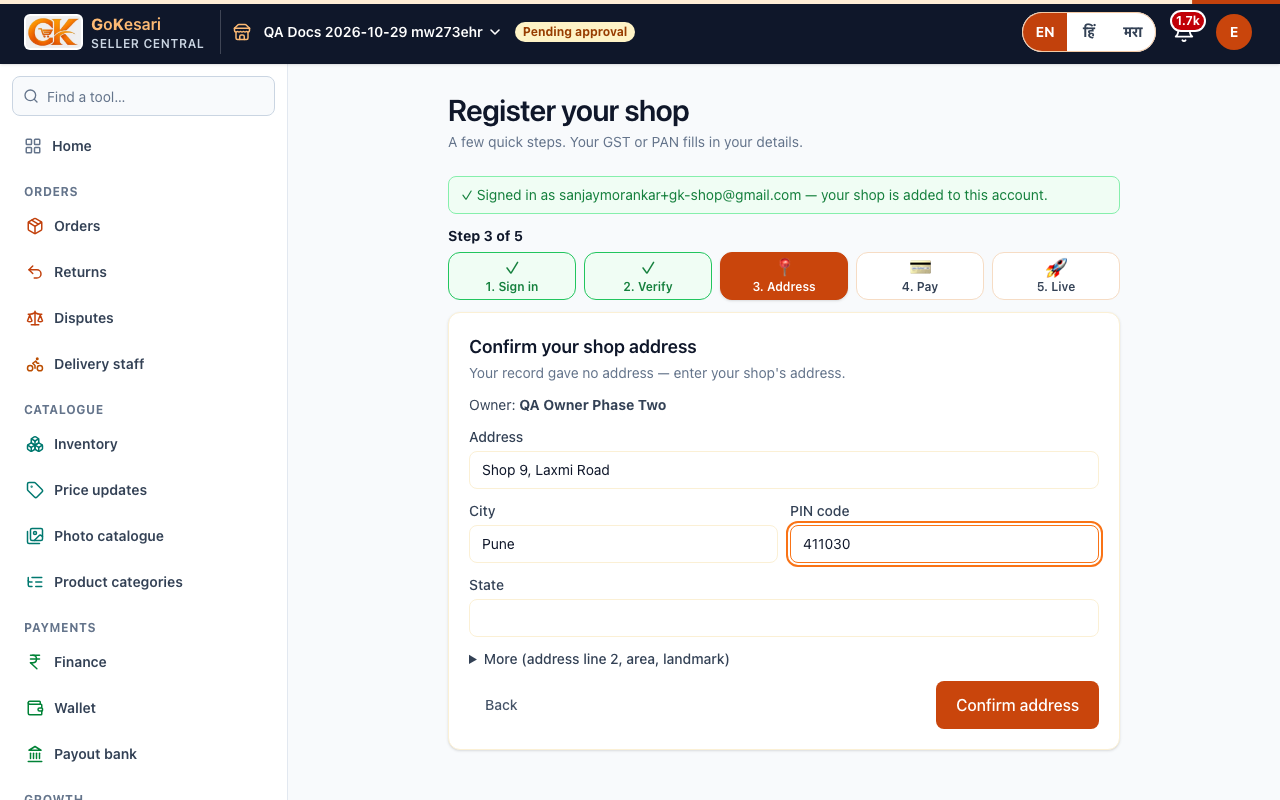 GK
GoKesari
SELLER CENTRAL
QA Docs 2026-10-29 mw273ehr
Pending approval
EN
हिं
मरा
1.7k
E
Find a tool...
Home
ORDERS
Orders
Returns
Disputes
Delivery staff
CATALOGUE
Inventory
Price updates
Photo catalogue
Product categories
PAYMENTS
Finance
Wallet
Payout bank
GROWTH
Register your shop
A few quick steps. Your GST or PAN fills in your details.
✓ Signed in as sanjaymorankar+gk-shop@gmail.com — your shop is added to this account.
Step 3 of 5
1. Sign in
2. Verify
3. Address
4. Pay
5. Live
Confirm your shop address
Your record gave no address — enter your shop's address.
Owner: QA Owner Phase Two
Address
Shop 9, Laxmi Road
City
PIN code
Pune
411030
State
More (address line 2, area, landmark)
Back
Confirm address